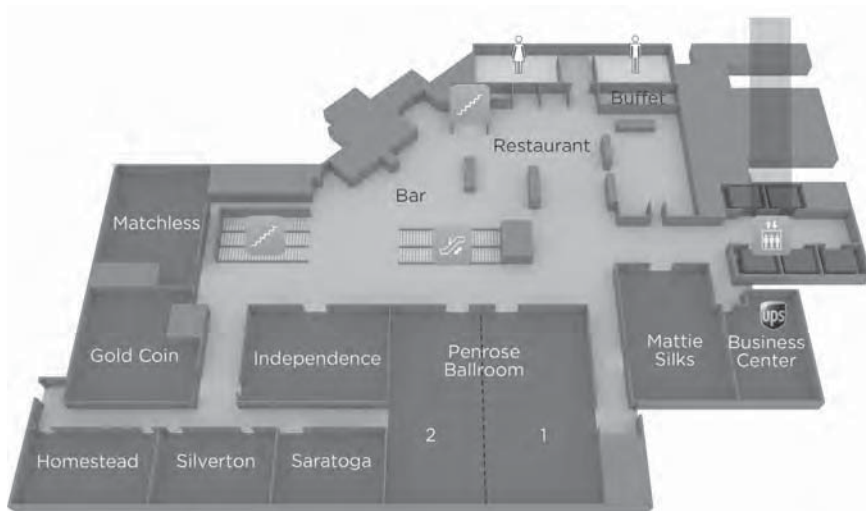 Buffet
Restaurant
Bar
Matchless
Gold Coin
Independence
Penrose
Ballroom
Mattie
Silks
ups
Business
Center
2
1
Homestead
Silverton
Saratoga